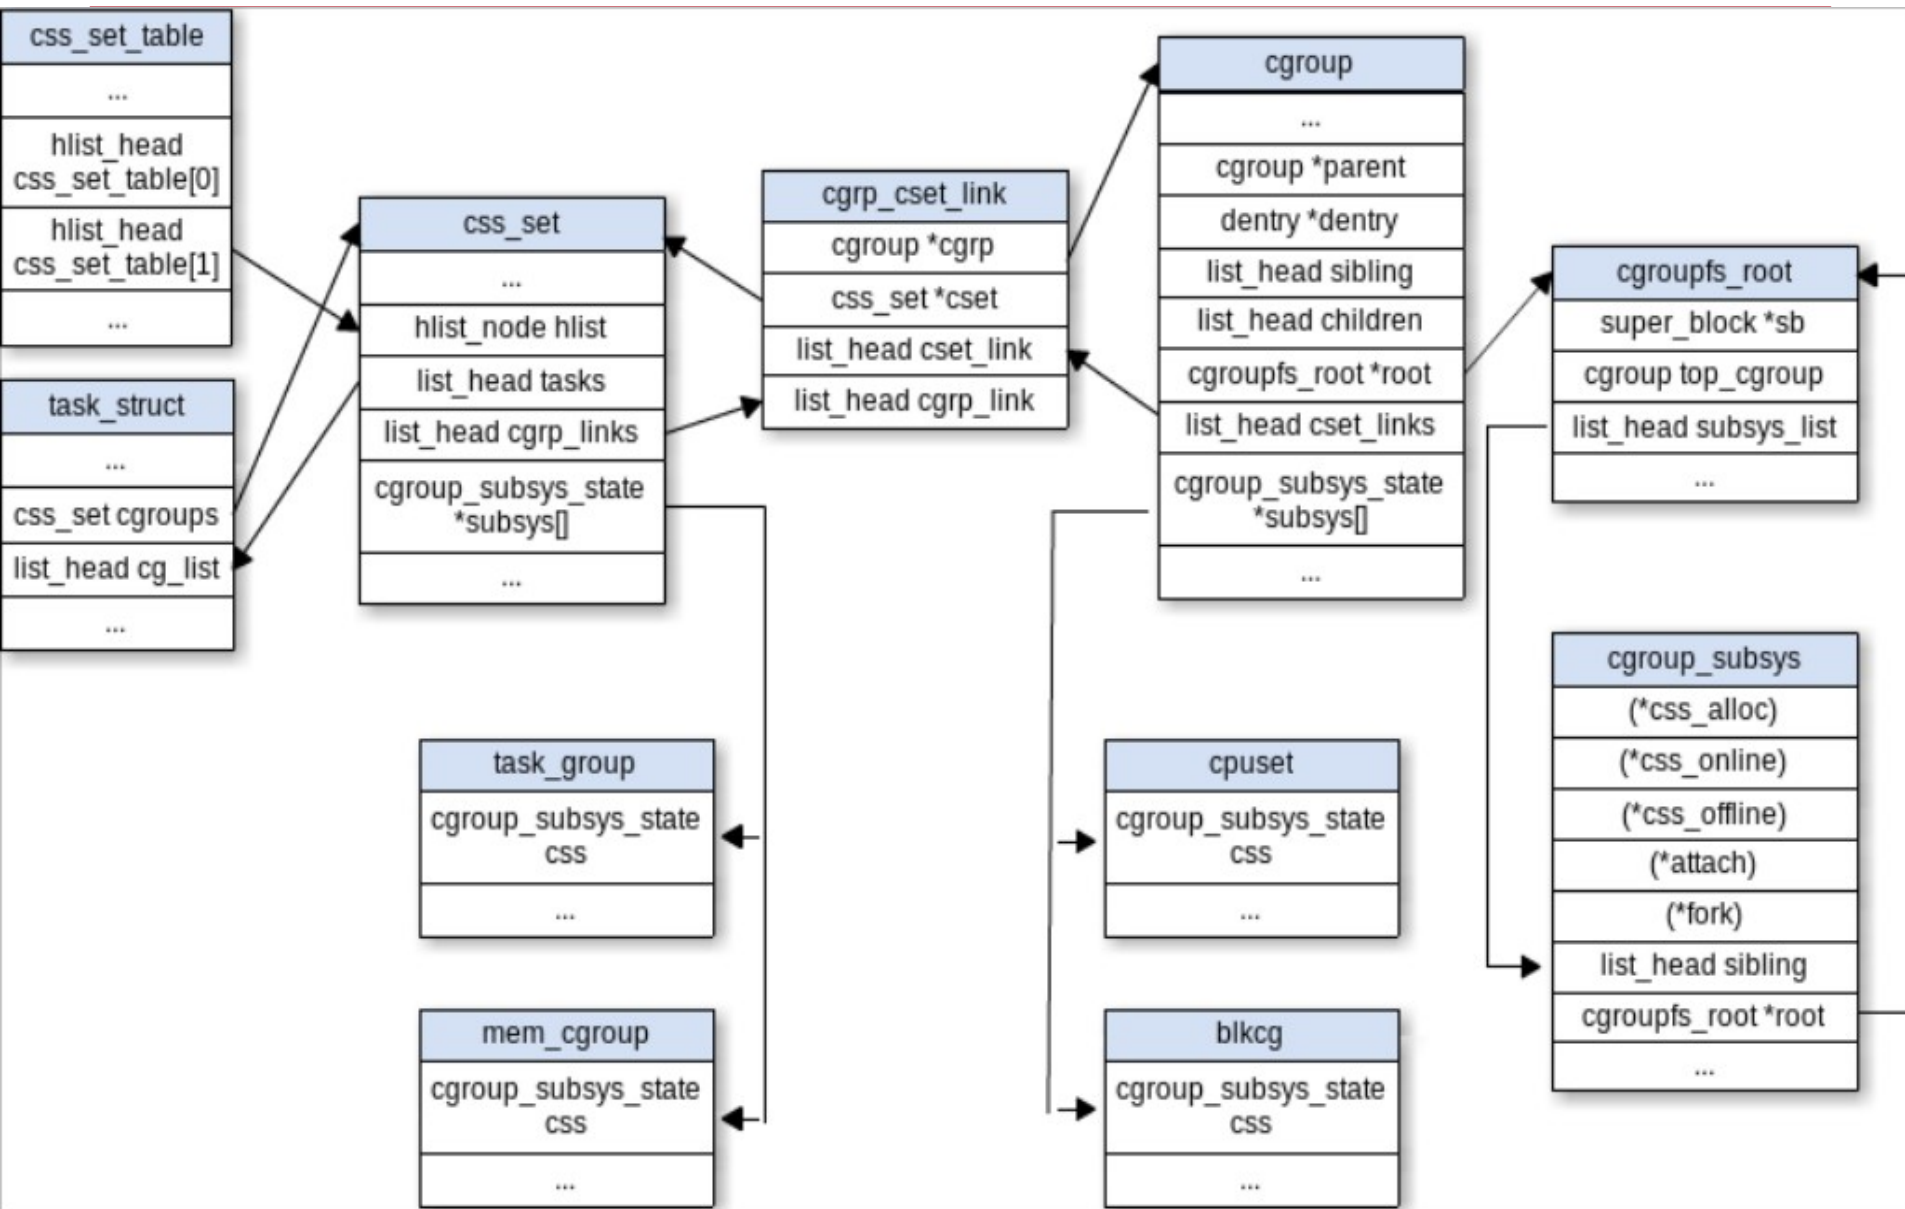 css_set_table
...
hlist_head
css_set_table[0]
hlist_head
css_set_table[1]
...
task_struct
...
css_set cgroups
list_head cg_list
...
css_set
...
hlist_node hlist
list_head tasks
list_head cgrp_links
cgroup_subsys_state
*subsys[]
...
cgrp_cset_link
cgroup *cgrp
css_set *cset
list_head cset_link
list_head cgrp_link
cgroup
...
cgroup *parent
dentry *dentry
list_head sibling
list_head children
cgroupfs_root *root
list_head cset_links
cgroup_subsys_state
*subsys[]
...
cgroupfs_root
super_block *sb
cgroup top_cgroup
list_head subsys_list
...
task_group
cgroup_subsys_state
css
...
mem_cgroup
cgroup_subsys_state
css
...
cpuset
cgroup_subsys_state
css
...
blkcg
cgroup_subsys_state
css
...
cgroup_subsys
(*css_alloc)
(*css_online)
(*css_offline)
(*attach)
(*fork)
list_head sibling
cgroupfs_root *root
...